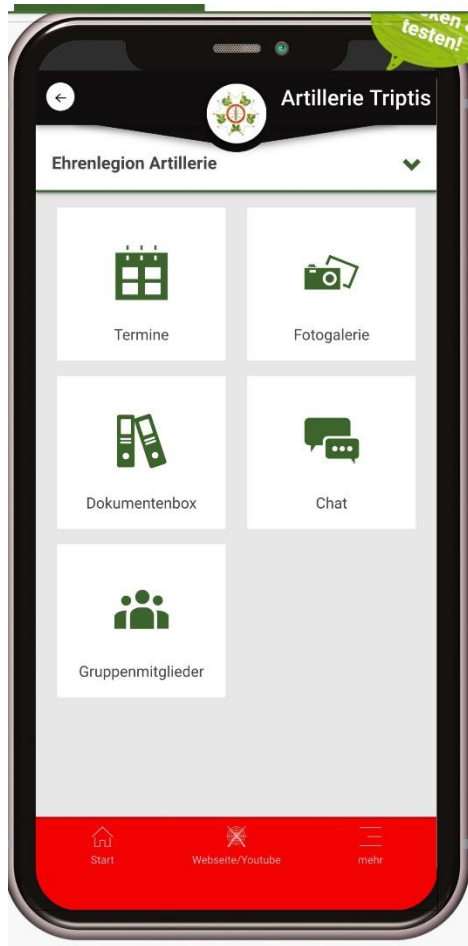 testen!
Artillerie Triptis
Ehrenlegion Artillerie
Termine
Fotogalerie
Dokumentenbox
Chat
Gruppenmitglieder
Start
Webseite/Youtube
mehr